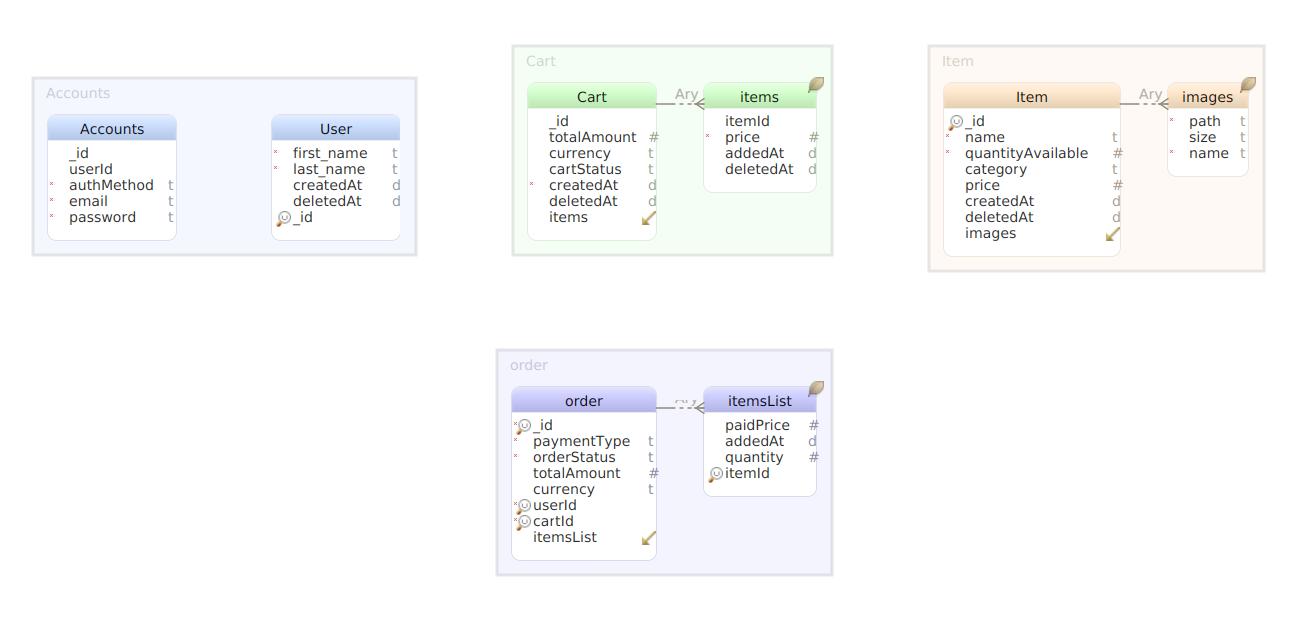 Accounts
Accounts
_id
userId
authMethod t
email t
password t
User
first_name t
last_name t
createdAt d
deletedAt d
_id
Cart
Cart
_id
totalAmount #
currency t
cartStatus t
createdAt d
deletedAt d
items
Ary
items
itemId
price #
addedAt d
deletedAt d
Item
Item
_id
name t
quantityAvailable #
category t
price #
createdAt d
deletedAt d
images
Ary
images
path t
size t
name t
order
order
_id
paymentType t
orderStatus t
totalAmount #
currency t
userId
cartId
itemsList
Ary
itemsList
paidPrice #
addedAt d
quantity #
itemId